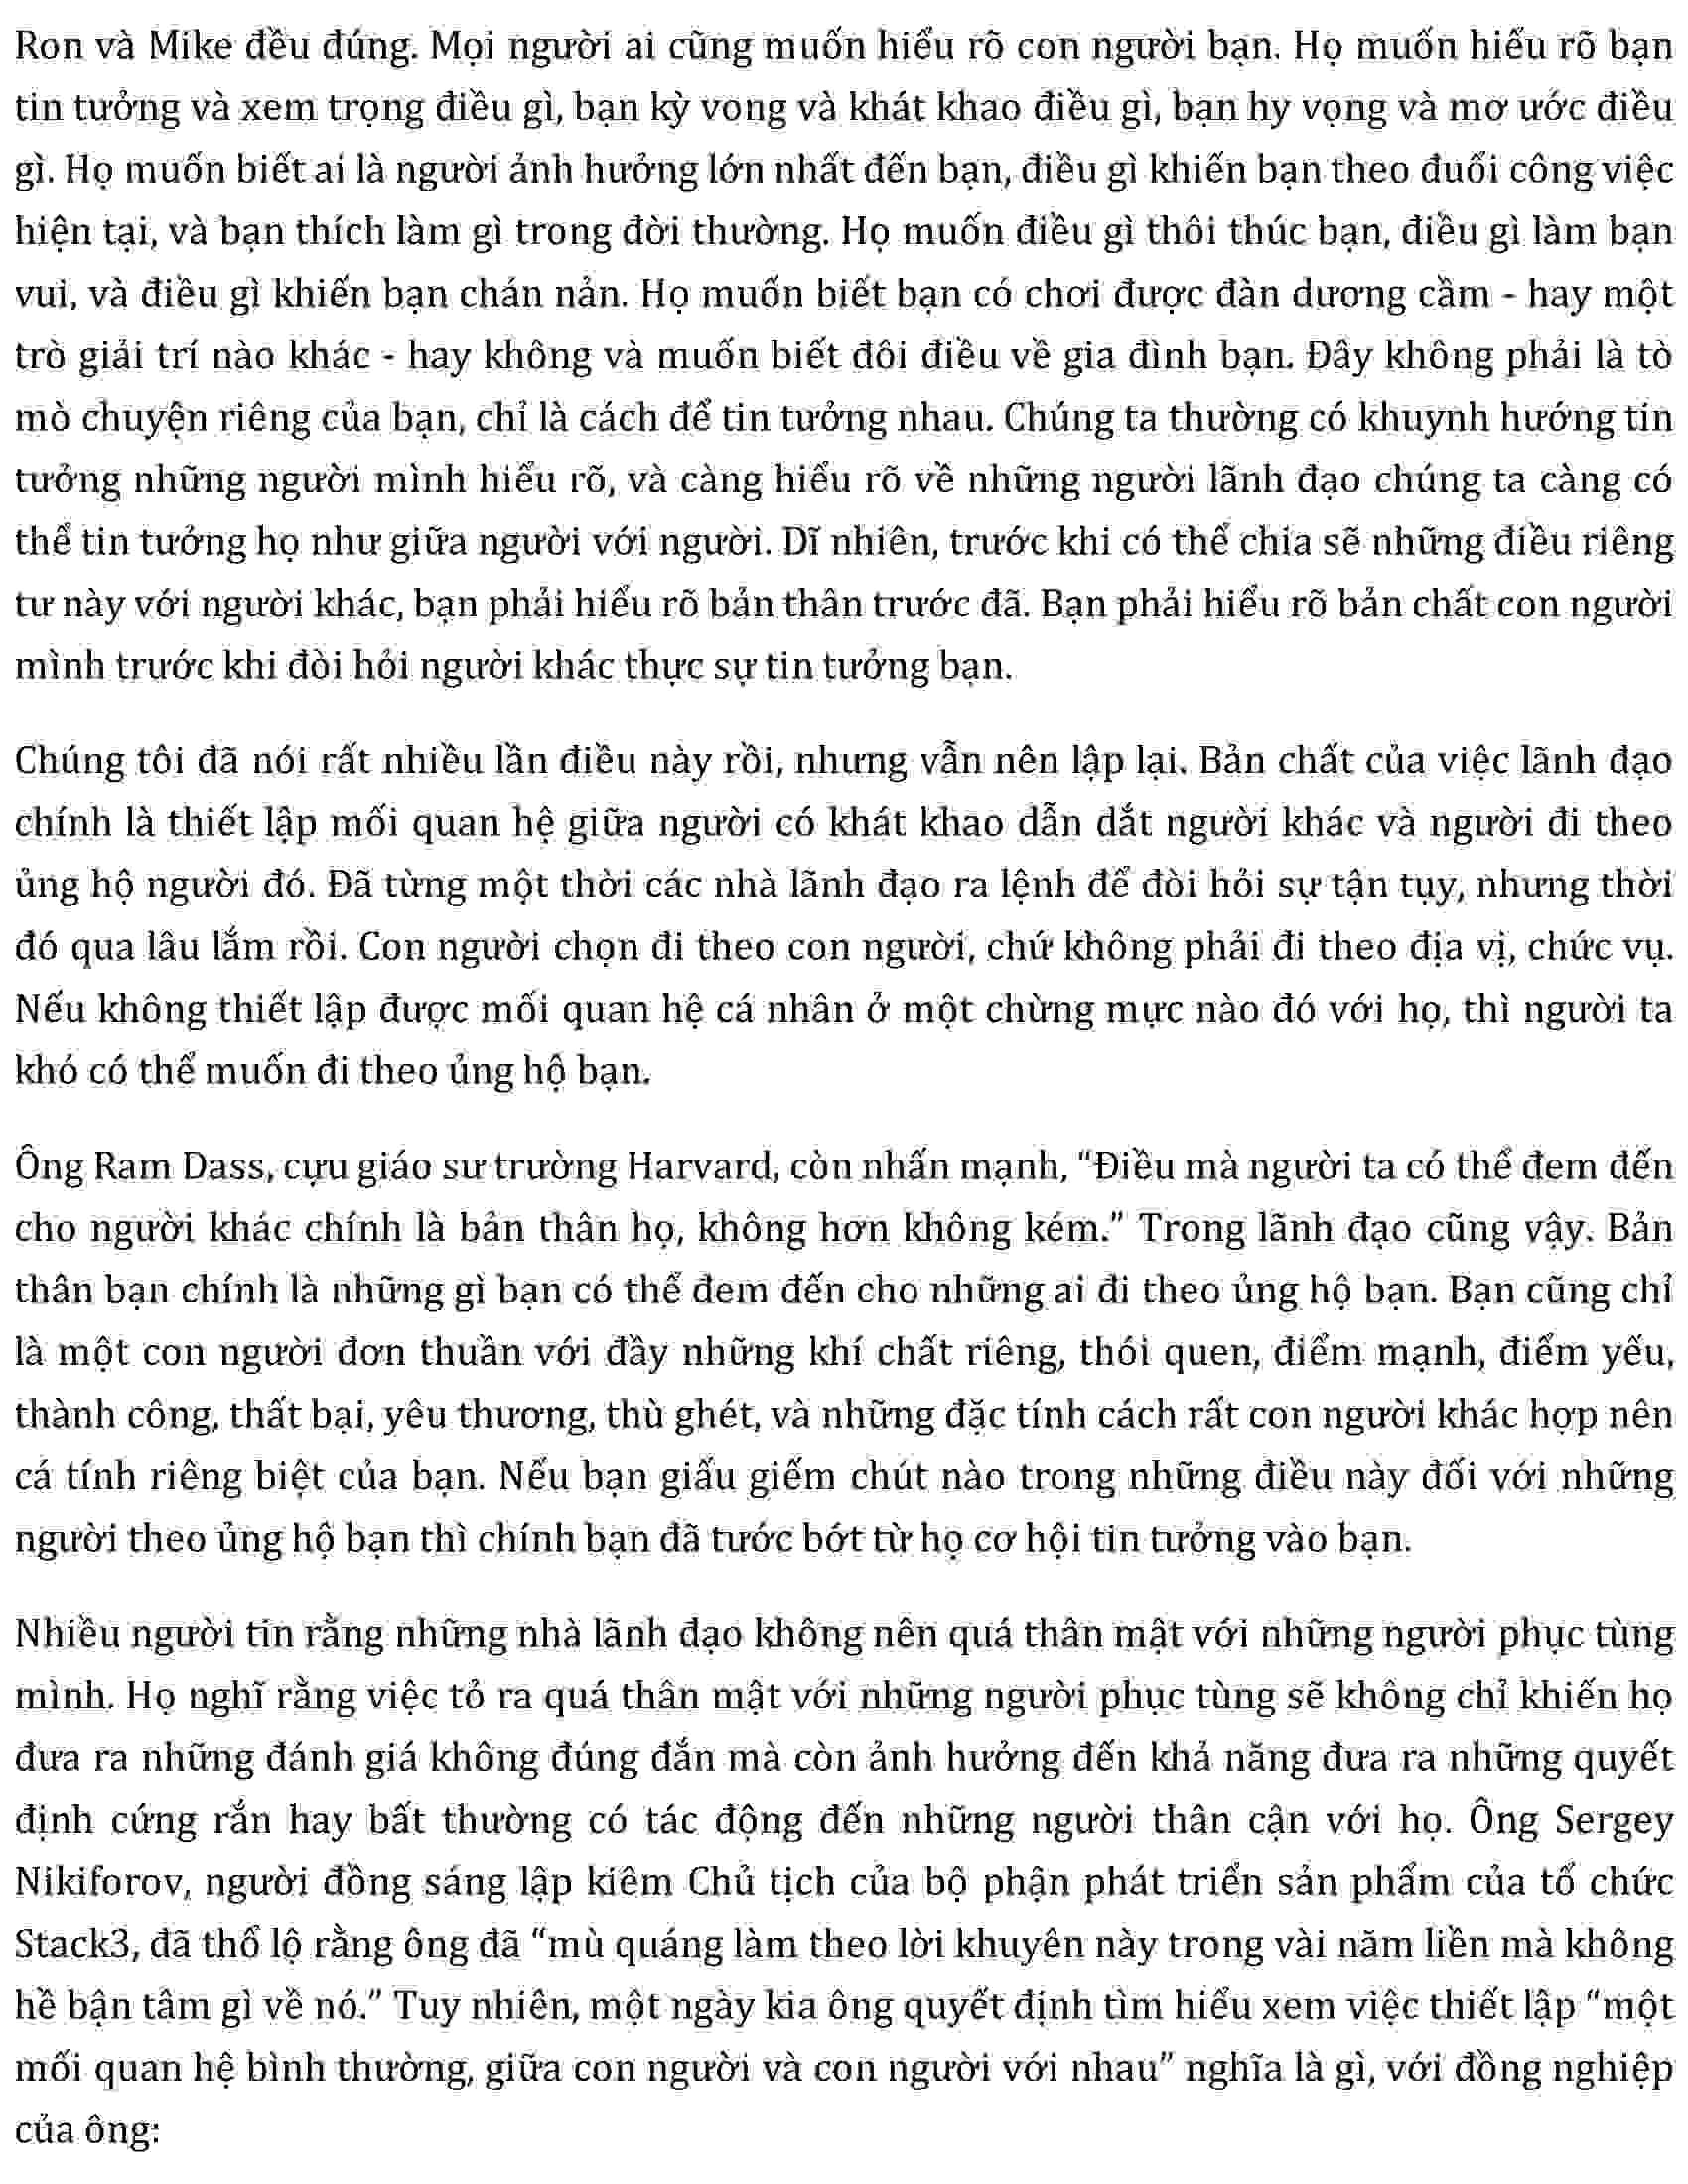 Ron và Mike đều đúng. Mọi người ai cũng muốn hiểu rõ con người bạn. Họ muốn hiểu rõ bạn
tin tưởng và xem trọng điều gì, bạn kỳ vong và khát khao điều gì, bạn hy vọng và mơ ước điều
gì. Họ muốn biết ai là người ảnh hưởng lớn nhất đến bạn, điều gì khiến bạn theo đuổi công việc
hiện tại, và bạn thích làm gì trong đời thường. Họ muốn điều gì thôi thúc bạn, điều gì làm bạn
vui, và điều gì khiến bạn chán nản. Họ muốn biết bạn có chơi được đàn dương cầm - hay một
trò giải trí nào khác - hay không và muốn biết đôi điều về gia đình bạn. Đây không phải là tò
mò chuyện riêng của bạn, chỉ là cách để tin tưởng nhau. Chúng ta thường có khuynh hướng tin
tưởng những người mình hiểu rõ, và càng hiểu rõ về những người lãnh đạo chúng ta càng có
thể tin tưởng họ như giữa người với người. Dĩ nhiên, trước khi có thể chia sẽ những điều riêng
tư này với người khác, bạn phải hiểu rõ bản thân trước đã. Bạn phải hiểu rõ bản chất con người
mình trước khi đòi hỏi người khác thực sự tin tưởng bạn.
Chúng tôi đã nói rất nhiều lần điều này rồi, nhưng vẫn nên lập lại. Bản chất của việc lãnh đạo
chính là thiết lập mối quan hệ giữa người có khát khao dẫn dắt người khác và người đi theo
ủng hộ người đó. Đã từng một thời các nhà lãnh đạo ra lệnh để đòi hỏi sự tận tụy, nhưng thời
đó qua lâu lắm rồi. Con người chọn đi theo con người, chứ không phải đi theo địa vị, chức vụ.
Nếu không thiết lập được mối quan hệ cá nhân ở một chừng mực nào đó với họ, thì người ta
khó có thể muốn đi theo ủng hộ bạn.
Ông Ram Dass, cựu giáo sư trường Harvard, còn nhấn mạnh, “Điều mà người ta có thể đem đến
cho người khác chính là bản thân họ, không hơn không kém.” Trong lãnh đạo cũng vậy. Bản
thân bạn chính là những gì bạn có thể đem đến cho những ai đi theo ủng hộ bạn. Bạn cũng chỉ
là một con người đơn thuần với đầy những khí chất riêng, thói quen, điểm mạnh, điểm yếu,
thành công, thất bại, yêu thương, thù ghét, và những đặc tính cách rất con người khác hợp nên
cá tính riêng biệt của bạn. Nếu bạn giấu giếm chút nào trong những điều này đối với những
người theo ủng hộ bạn thì chính bạn đã tước bớt từ họ cơ hội tin tưởng vào bạn.
Nhiều người tin rằng những nhà lãnh đạo không nên quá thân mật với những người phục tùng
mình. Họ nghĩ rằng việc tỏ ra quá thân mật với những người phục tùng sẽ không chỉ khiến họ
đưa ra những đánh giá không đúng đắn mà còn ảnh hưởng đến khả năng đưa ra những quyết
định cứng rắn hay bất thường có tác động đến những người thân cận với họ. Ông Sergey
Nikiforov, người đồng sáng lập kiêm Chủ tịch của bộ phận phát triển sản phẩm của tổ chức
Stack3, đã thổ lộ rằng ông đã “mù quáng làm theo lời khuyên này trong vài năm liền mà không
hề bận tâm gì về nó.” Tuy nhiên, một ngày kia ông quyết định tìm hiểu xem việc thiết lập “một
mối quan hệ bình thường, giữa con người và con người với nhau” nghĩa là gì, với đồng nghiệp
của ông: